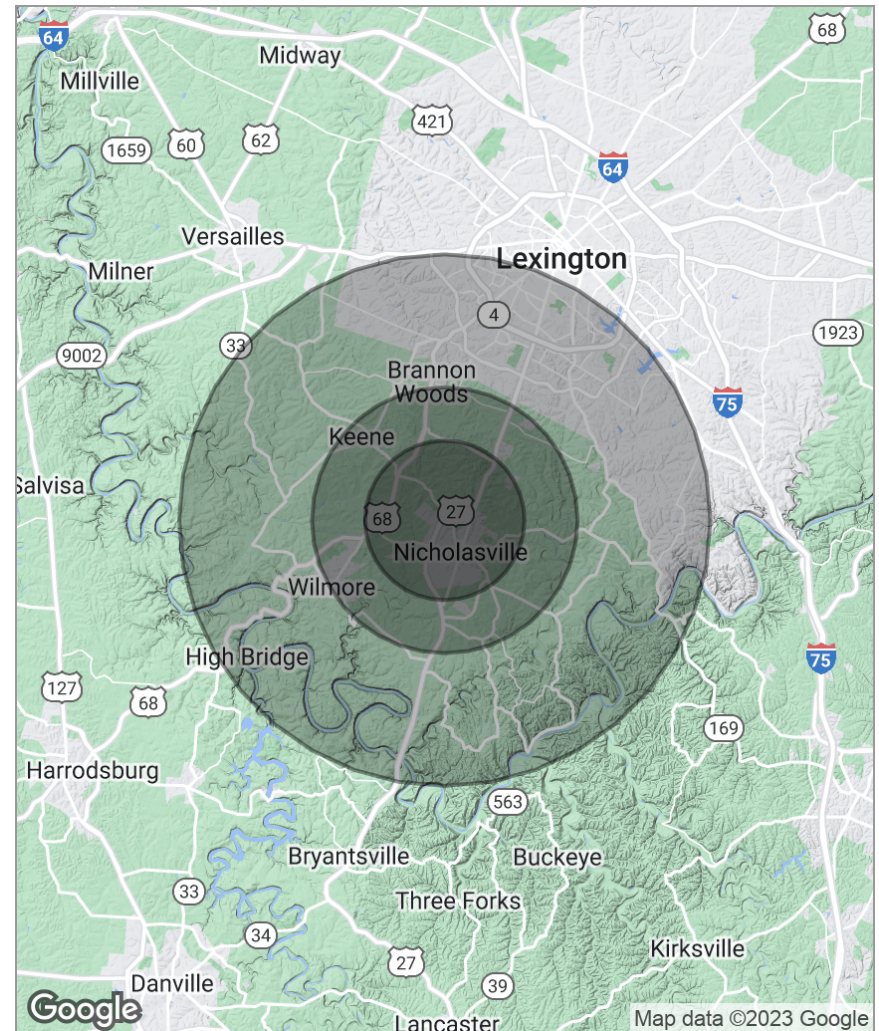 64
68
Midway
Millville
421
60
62
1659
64
Versailles
Lexington
Milner
4
1923
33
9002
Brannon
Woods
75
Keene
Salvisa
27
68
Nicholasville
Wilmore
High Bridge
75
127
68
169
Harrodsburg
563
Bryantsville
Buckeye
33
Three Forks
34
Kirksville
27
Danville
39
Google
Lancaster
Map data ©2023 Google